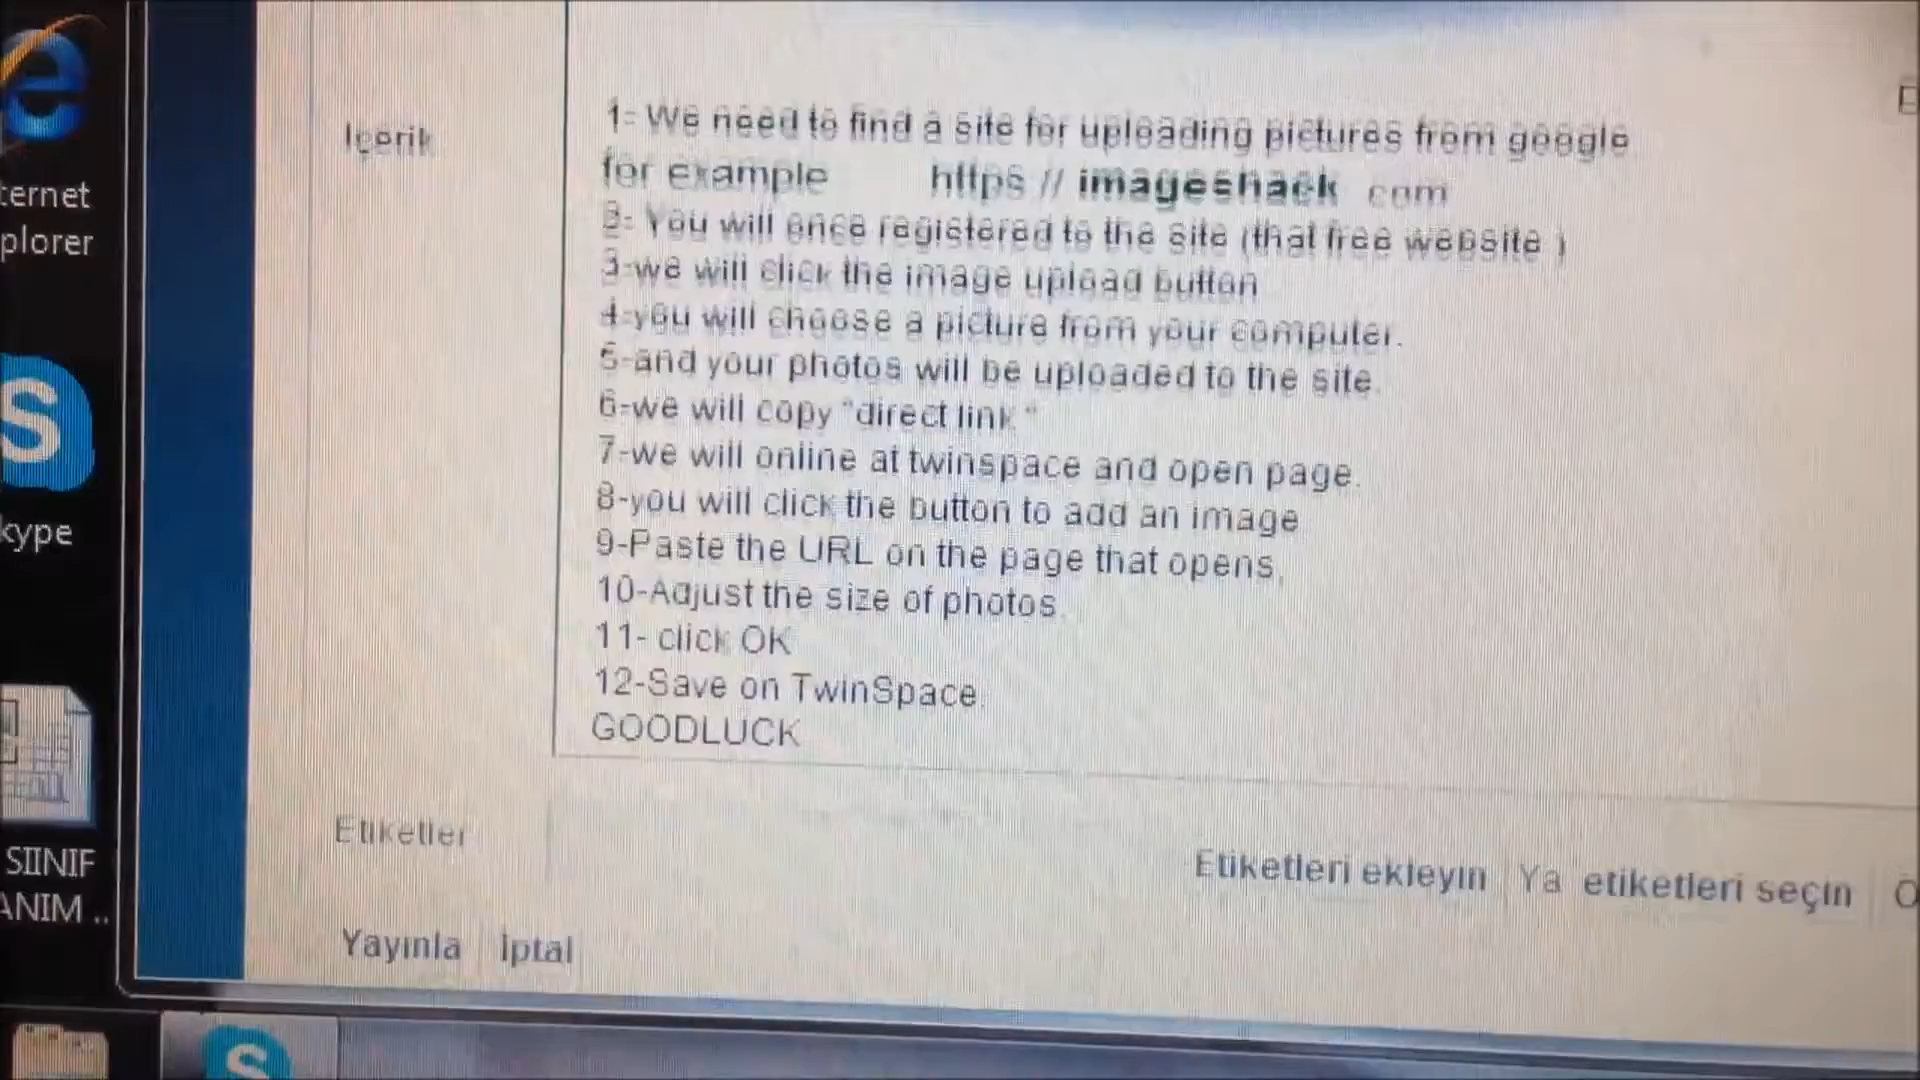 ternet
plorer
kype
SIINIF
ANIM ..
İçerik
1- We need to find a site for uploading pictures from google
for example https // imageshack com
2- You will once registered to the site (that free website )
3-we will click the image upload button
4-you will choose a picture from your computer.
5-and your photos will be uploaded to the site.
6-we will copy "direct link "
7-we will online at twinspace and open page.
8-you will click the button to add an image
9-Paste the URL on the page that opens,
10-Adjust the size of photos.
11- click OK
12-Save on TwinSpace.
GOODLUCK
Etiketler
Etiketleri ekleyin Ya etiketleri seçin
Yayınla İptal